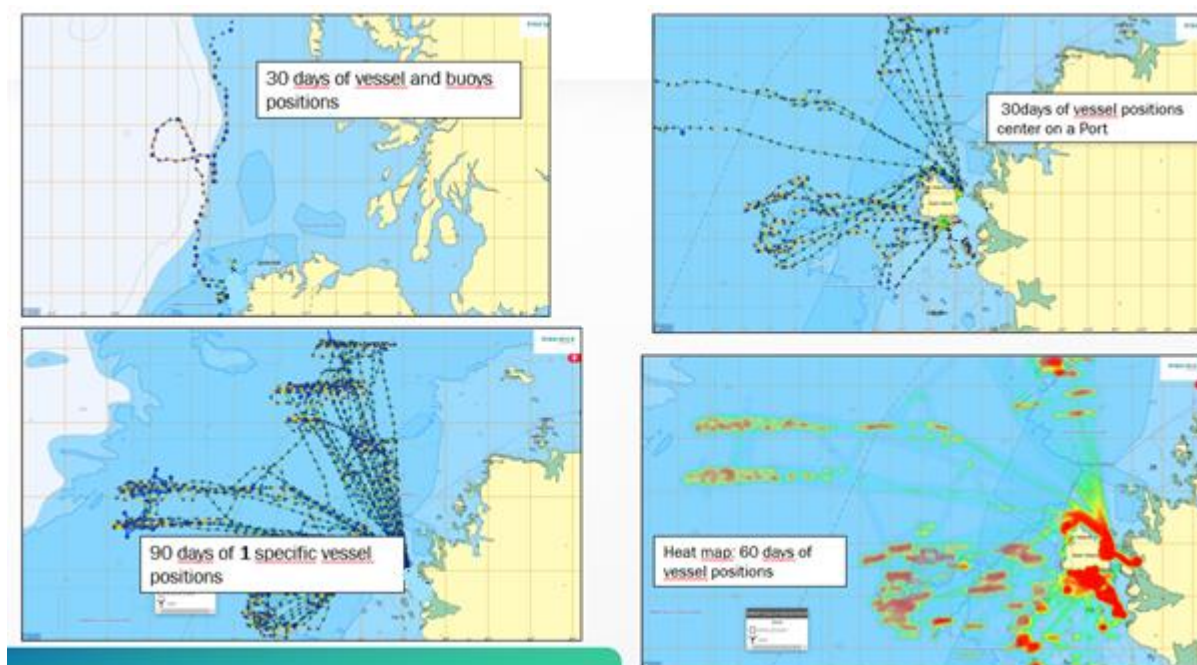 30 days of vessel and buoys
positions
30days of vessel positions
center on a Port
90 days of 1 specific vessel
positions
Heat map: 60 days of
vessel positions